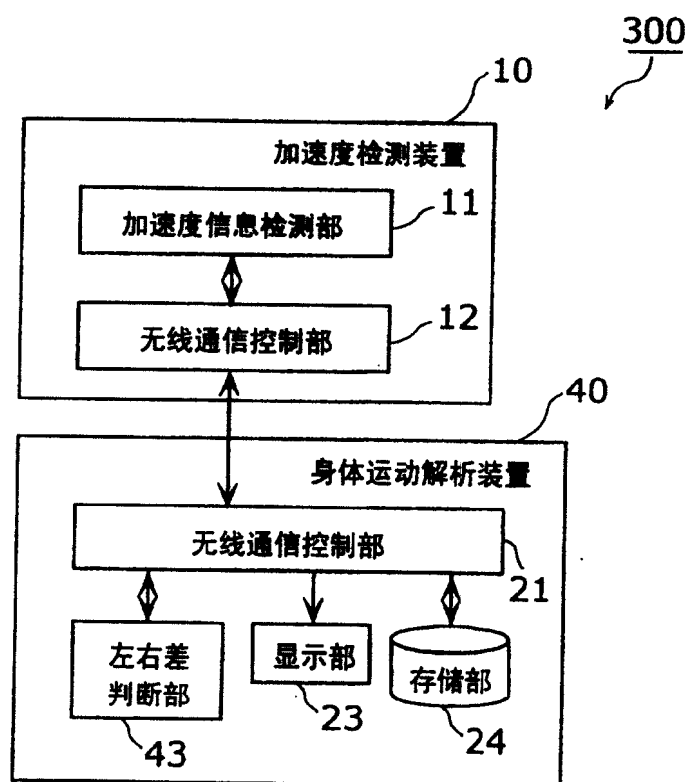 300
10
加速度检测装置
加速度信息检测部
11
无线通信控制部
12
40
身体运动解析装置
无线通信控制部
21
左右差
判断部
43
显示部
23
存储部
24